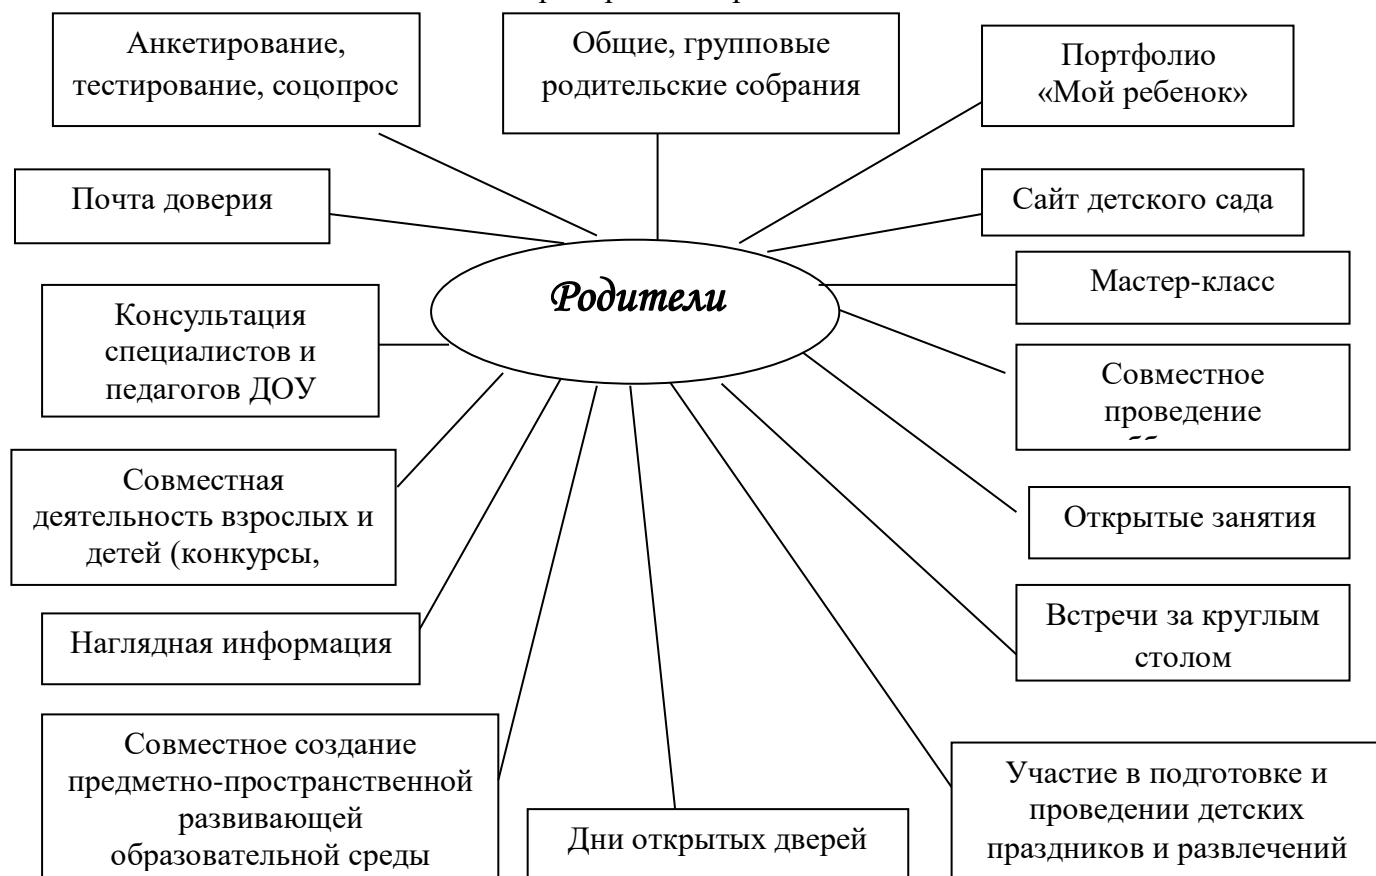 Анкетирование,
тестирование, соцопрос
Общие, групповые
родительские собрания
Портфолио
«Мой ребенок»
Почта доверия
Сайт детского сада
Родители
Мастер-класс
Консультация
специалистов и
педагогов ДОУ
Совместное
проведение
Совместная
деятельность взрослых и
детей (конкурсы,
Открытые занятия
Встречи за круглым
столом
Наглядная информация
Совместное создание
предметно-пространственной
развивающей
образовательной среды
Дни открытых дверей
Участие в подготовке и
проведении детских
праздников и развлечений